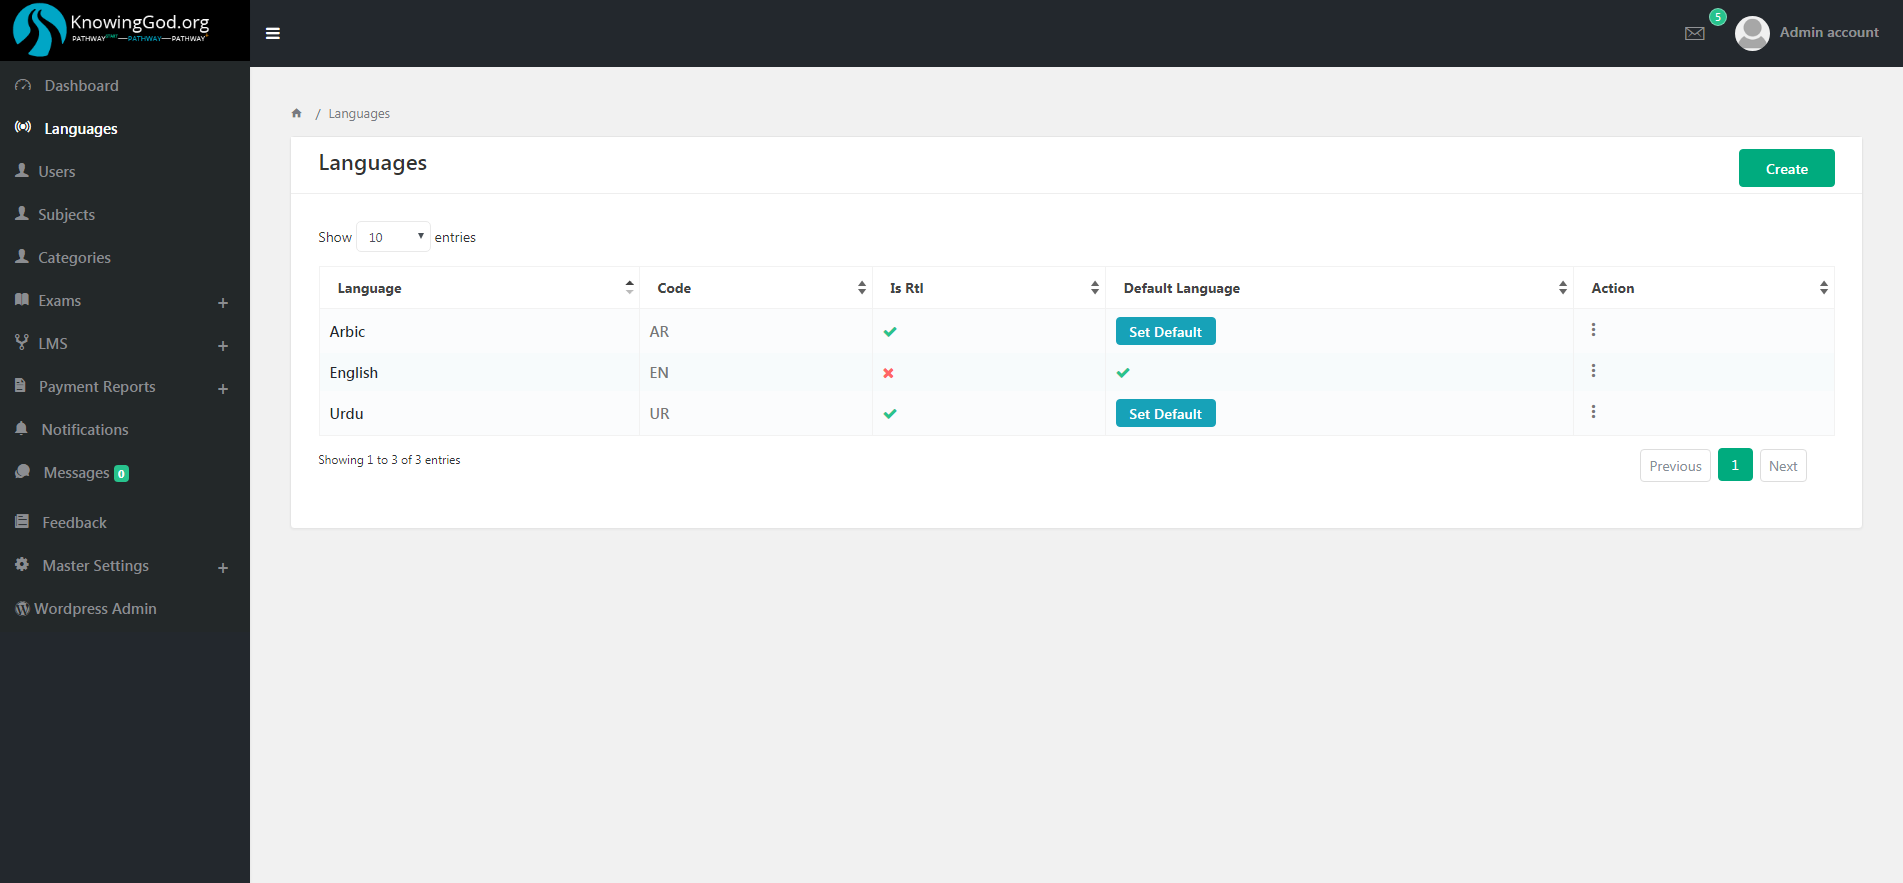 KnowingGod.org
PATHWAY START—PATHWAY—PATHWAY
5
Admin account
Dashboard
Languages
Users
Subjects
Categories
Exams +
LMS +
Payment Reports +
Notifications
Messages 0
Feedback
Master Settings +
Wordpress Admin
/ Languages
Languages
Create
Show 10 entries
Language Code Is Rtl Default Language Action
Arbic AR Set Default
English EN
Urdu UR Set Default
Showing 1 to 3 of 3 entries
Previous 1 Next